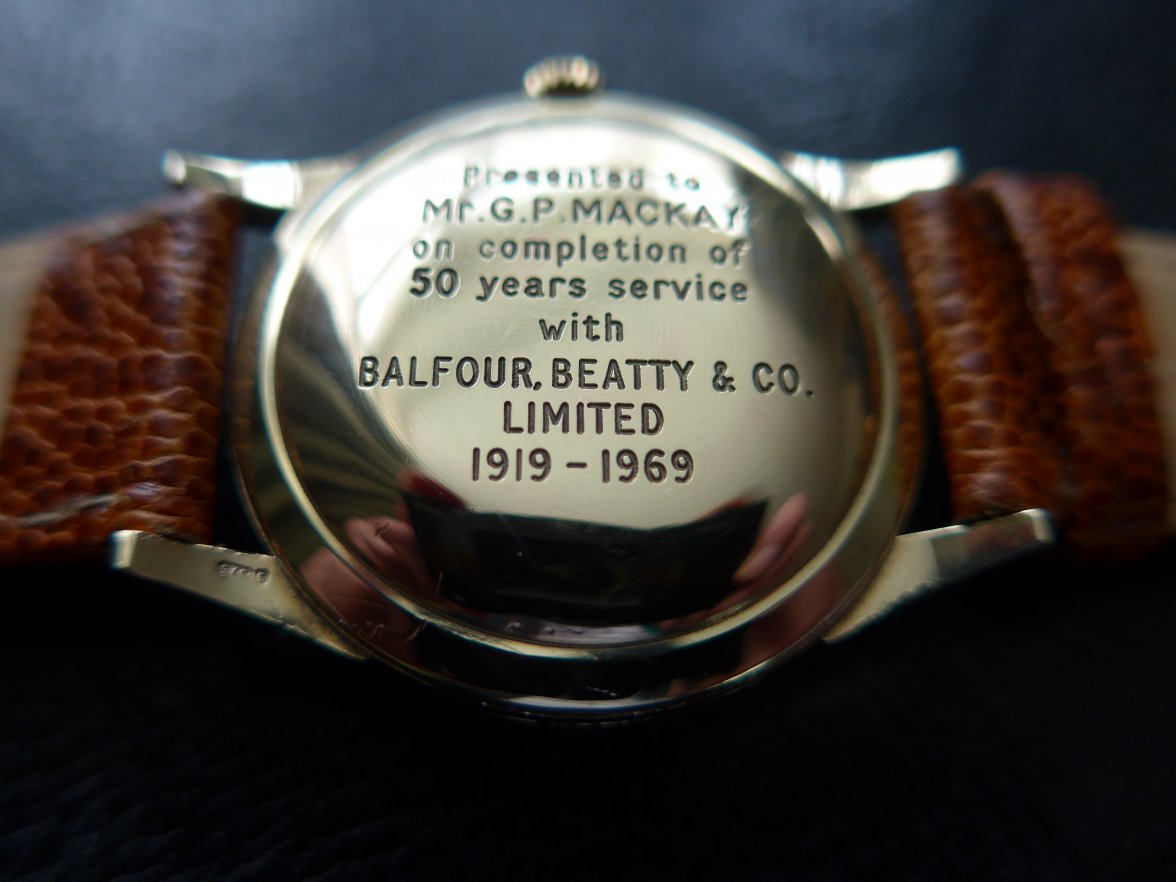 Presented to
Mr. G. P. MACKAY
on completion of
50 years service
with
BALFOUR, BEATTY & CO.
LIMITED
1919 - 1969